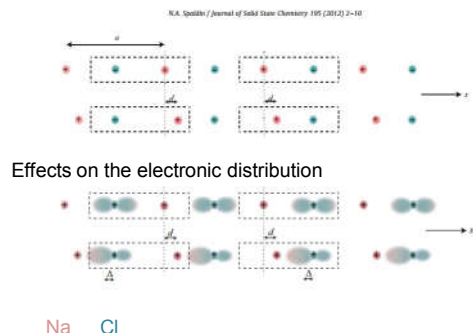 N.A. Spaldin / Journal of Solid State Chemistry 195 (2012) 2–10
a
d d
x
Effects on the electronic distribution
d d
x
Δ Δ
Na Cl